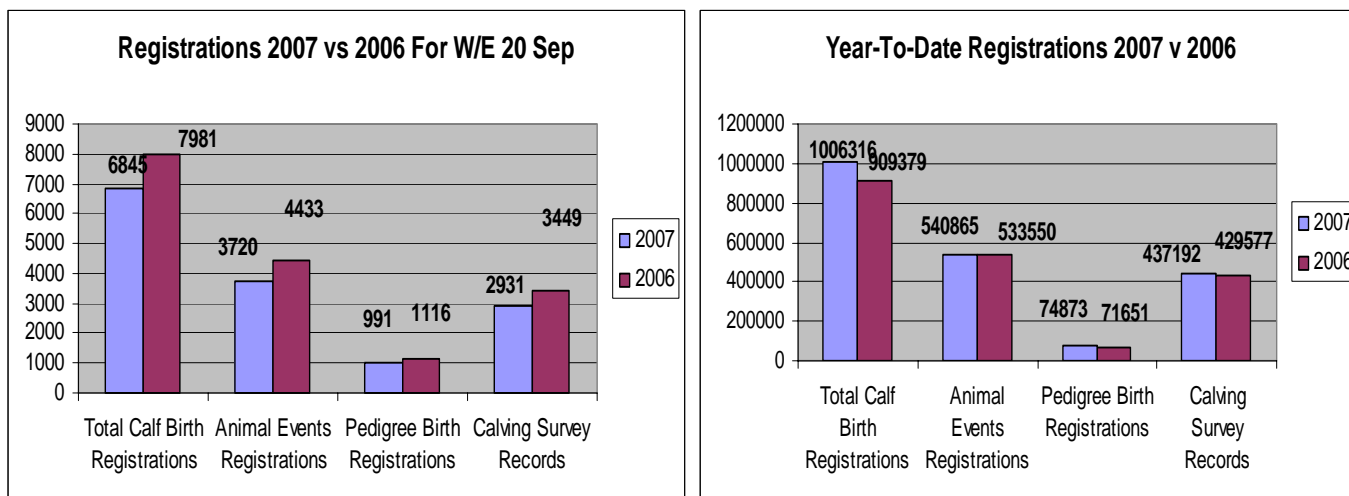 Registrations 2007 vs 2006 For W/E 20 Sep
9000
8000
7000
6000
5000
4000
3000
2000
1000
0
6845
7981
3720
4433
991
1116
2931
3449
Total Calf Birth
Registrations
Animal Events
Registrations
Pedigree Birth
Registrations
Calving Survey
Records
2007
2006
Year-To-Date Registrations 2007 v 2006
1200000
1000000
800000
600000
400000
200000
0
1006316
909379
540865
533550
74873
71651
437192
429577
Total Calf
Birth
Registrations
Animal
Events
Registrations
Pedigree Birth
Registrations
Calving
Survey
Records
2007
2006